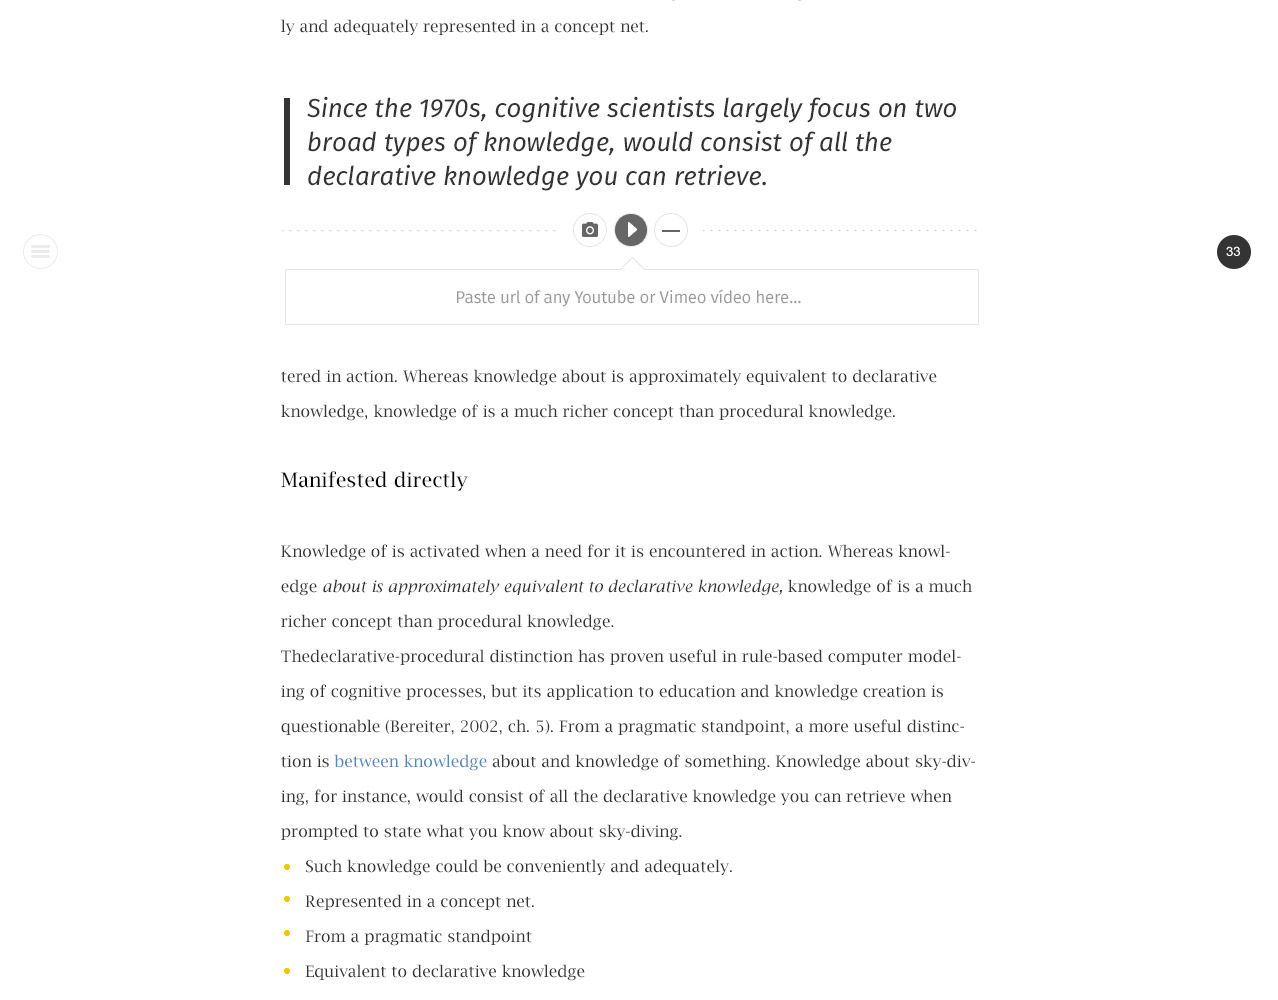 ly and adequately represented in a concept net.
Since the 1970s, cognitive scientists largely focus on two
broad types of knowledge, would consist of all the
declarative knowledge you can retrieve.
33
Paste url of any Youtube or Vimeo vídeo here...
tered in action. Whereas knowledge about is approximately equivalent to declarative
knowledge, knowledge of is a much richer concept than procedural knowledge.
Manifested directly
Knowledge of is activated when a need for it is encountered in action. Whereas knowl-
edge about is approximately equivalent to declarative knowledge, knowledge of is a much
richer concept than procedural knowledge.
Thedeclarative-procedural distinction has proven useful in rule-based computer model-
ing of cognitive processes, but its application to education and knowledge creation is
questionable (Bereiter, 2002, ch. 5). From a pragmatic standpoint, a more useful distinc-
tion is between knowledge about and knowledge of something. Knowledge about sky-div-
ing, for instance, would consist of all the declarative knowledge you can retrieve when
prompted to state what you know about sky-diving.
Such knowledge could be conveniently and adequately.
Represented in a concept net.
From a pragmatic standpoint
Equivalent to declarative knowledge